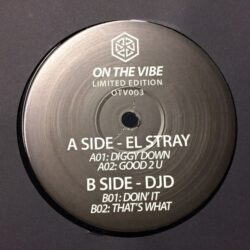 ON THE VIBE
LIMITED EDITION
OTV003
A SIDE - EL STRAY
A01: DIGGY DOWN
A02: GOOD 2 U
B SIDE - DJD
B01: DOIN' IT
B02: THAT'S WHAT